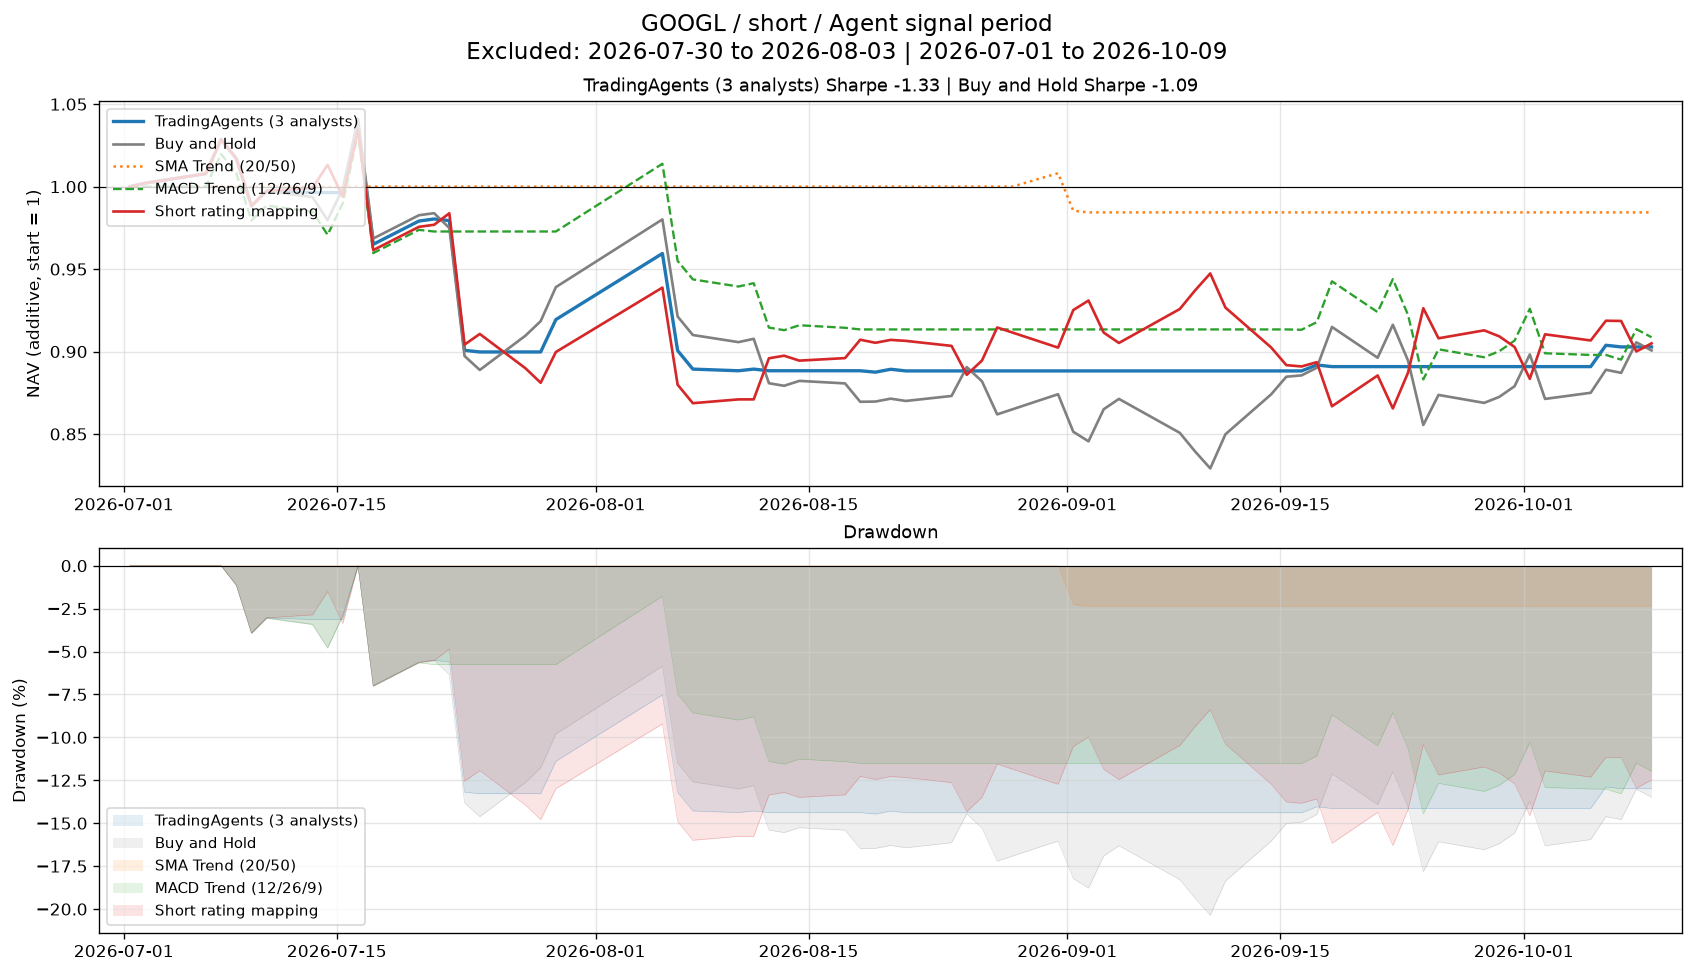 GOOGL / short / Agent signal period
Excluded: 2026-07-30 to 2026-08-03 | 2026-07-01 to 2026-10-09
TradingAgents (3 analysts) Sharpe -1.33 | Buy and Hold Sharpe -1.09
NAV (additive, start = 1)
1.05
1.00
0.95
0.90
0.85
TradingAgents (3 analysts)
Buy and Hold
SMA Trend (20/50)
MACD Trend (12/26/9)
Short rating mapping
2026-07-01
2026-07-15
2026-08-01
2026-08-15
2026-09-01
2026-09-15
2026-10-01
Drawdown
Drawdown (%)
0.0
−2.5
−5.0
−7.5
−10.0
−12.5
−15.0
−17.5
−20.0
TradingAgents (3 analysts)
Buy and Hold
SMA Trend (20/50)
MACD Trend (12/26/9)
Short rating mapping
2026-07-01
2026-07-15
2026-08-01
2026-08-15
2026-09-01
2026-09-15
2026-10-01